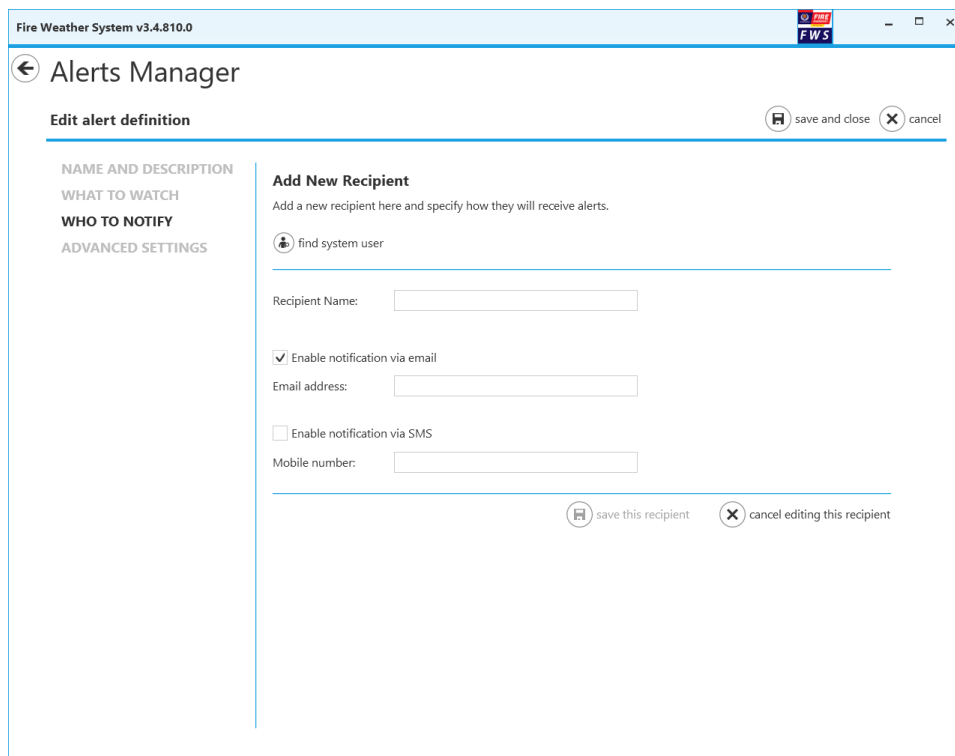 Fire Weather System v3.4.810.0
FIRE
FWS
Alerts Manager
Edit alert definition
save and close
cancel
NAME AND DESCRIPTION
WHAT TO WATCH
WHO TO NOTIFY
ADVANCED SETTINGS
Add New Recipient
Add a new recipient here and specify how they will receive alerts.
find system user
Recipient Name:
Enable notification via email
Email address:
Enable notification via SMS
Mobile number:
save this recipient
cancel editing this recipient